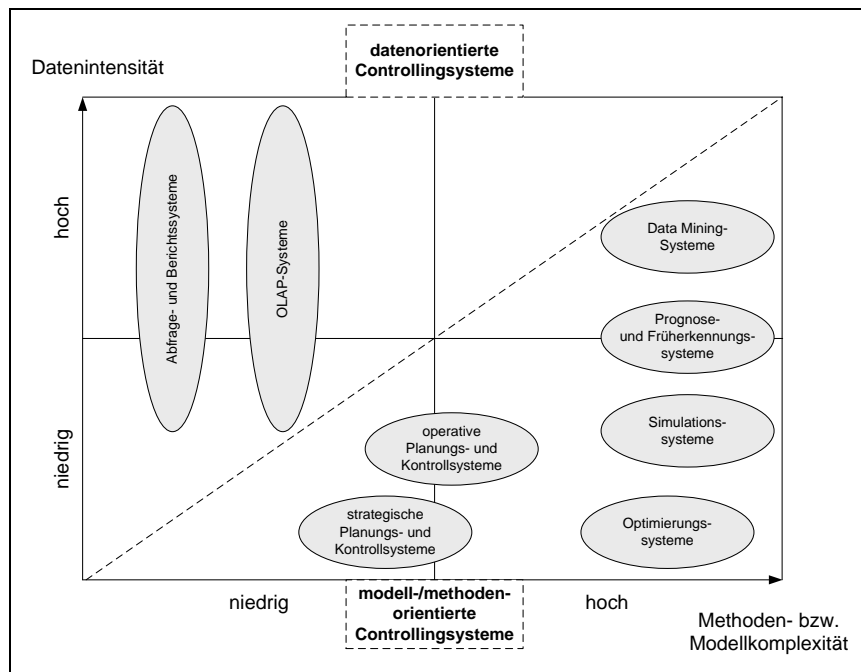 datenorientierte
Controllingsysteme
Datenintensität
hoch
niedrig
Abfrage- und Berichtssysteme
OLAP-Systeme
Data Mining-
Systeme
Prognose-
und Früherkennungs-
systeme
operative
Planungs- und
Kontrollsysteme
Simulations-
systeme
strategische
Planungs- und
Kontrollsysteme
Optimierungs-
systeme
niedrig
modell-/methoden-
orientierte
Controllingsysteme
hoch
Methoden- bzw.
Modellkomplexität